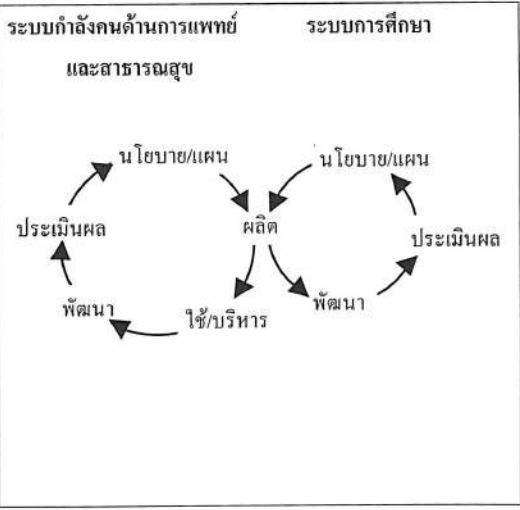 ระบบกำลังคนด้านการแพทย์
และสาธารณสุข
ระบบการศึกษา
นโยบาย/แผน
นโยบาย/แผน
ประเมินผล
ผลิต
ประเมินผล
พัฒนา
ใช้/บริหาร
พัฒนา